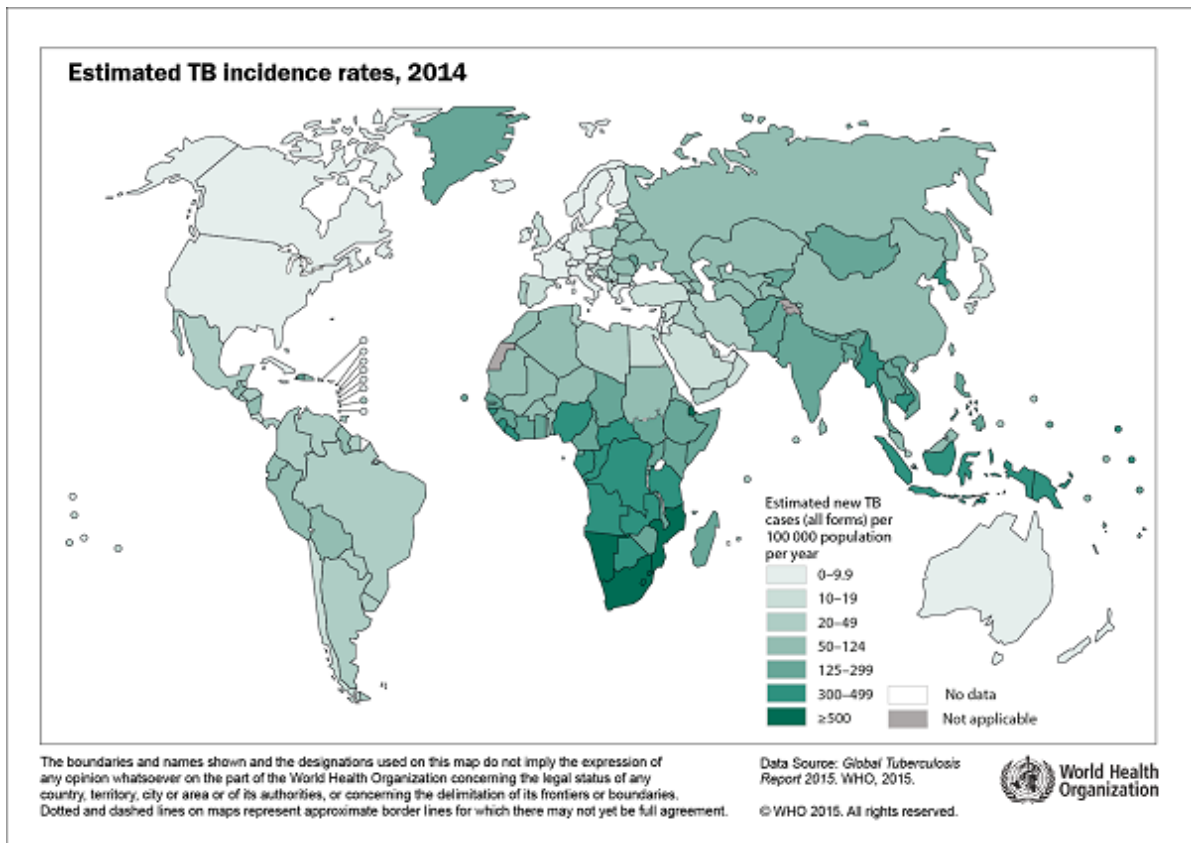 Estimated TB incidence rates, 2014
Estimated new TB
cases (all forms) per
100 000 population
per year
0–9.9
10–19
20–49
50–124
125–299
300–499
≥500
No data
Not applicable
The boundaries and names shown and the designations used on this map do not imply the expression of
any opinion whatsoever on the part of the World Health Organization concerning the legal status of any
country, territory, city or area or of its authorities, or concerning the delimitation of its frontiers or boundaries.
Dotted and dashed lines on maps represent approximate border lines for which there may not yet be full agreement.
Data Source: Global Tuberculosis
Report 2015. WHO, 2015.
© WHO 2015. All rights reserved.
World Health
Organization